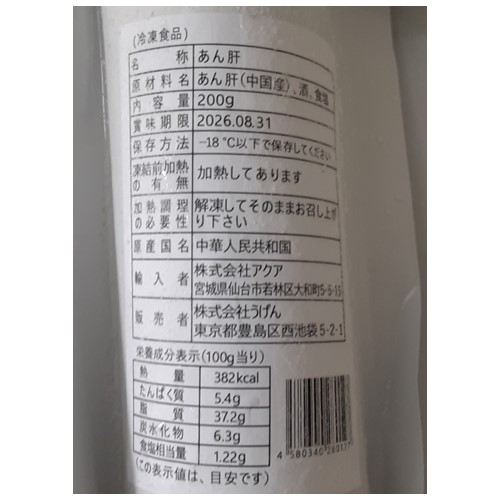 (冷凍食品)
名称 あん肝
原材料名 あん肝(中国産)、酒、食塩
内容量 200g
賞味期限 2026.08.31
保存方法 -18℃以下で保存してください
凍結前加熱の有無 加熱してあります
加熱調理の必要性 解凍してそのままお召し上がり下さい
原産国名 中華人民共和国
輸入者 株式会社アクア
宮城県仙台市若林区大和町5-5-15
販売者 株式会社うげん
東京都豊島区西池袋5-2-1
栄養成分表示(100g当り)
熱量 382kcal
たんぱく質 5.4g
脂質 37.2g
炭水化物 6.3g
食塩相当量 1.22g
(この表示値は、目安です)